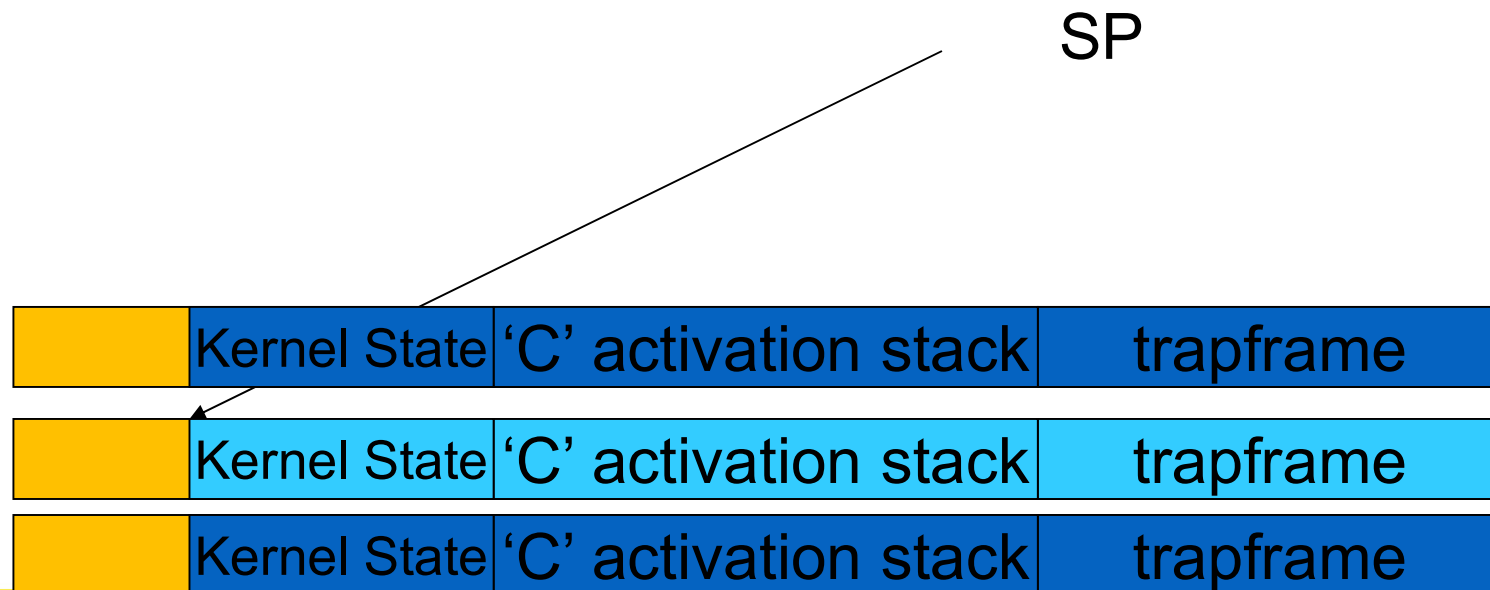 SP
Kernel State ‘C’ activation stack trapframe
Kernel State ‘C’ activation stack trapframe
Kernel State ‘C’ activation stack trapframe